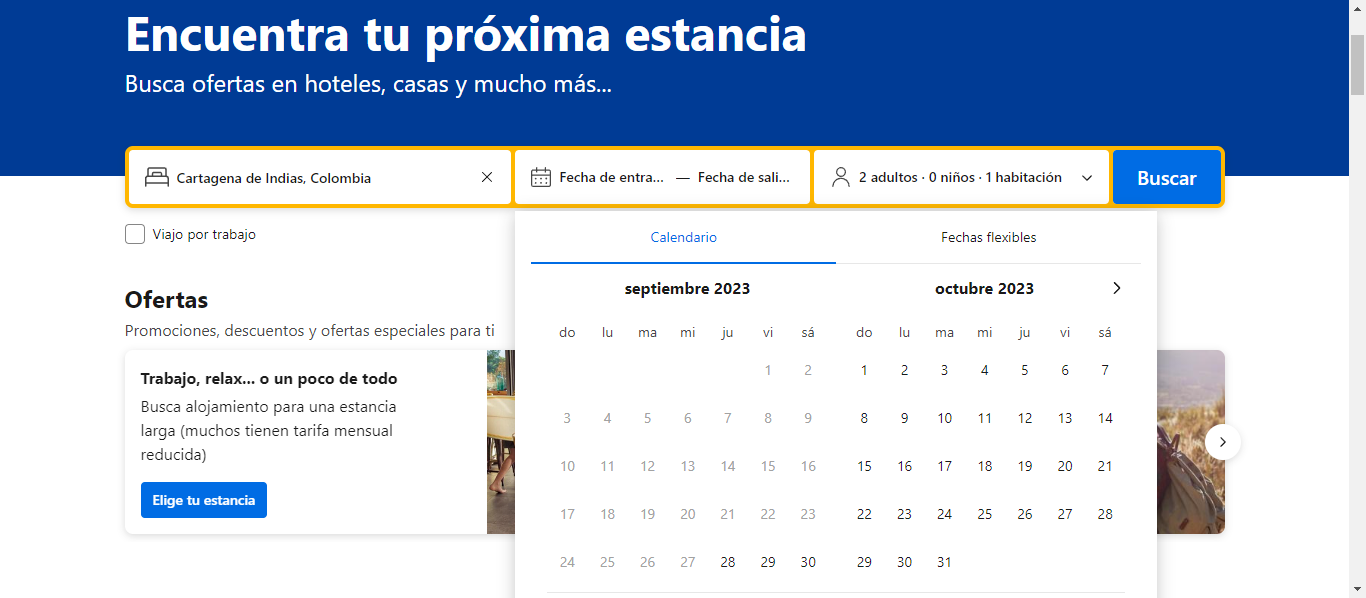 Encuentra tu próxima estancia
Busca ofertas en hoteles, casas y mucho más...
Cartagena de Indias, Colombia
Fecha de entra... — Fecha de sali...
2 adultos · 0 niños · 1 habitación
Buscar
Viajo por trabajo
Calendario
Fechas flexibles
Ofertas
Promociones, descuentos y ofertas especiales para ti
Trabajo, relax... o un poco de todo
Busca alojamiento para una estancia
larga (muchos tienen tarifa mensual
reducida)
Elige tu estancia
septiembre 2023
do lu ma mi ju vi sá
1 2
3 4 5 6 7 8 9
10 11 12 13 14 15 16
17 18 19 20 21 22 23
24 25 26 27 28 29 30
octubre 2023
do lu ma mi ju vi sá
1 2 3 4 5 6 7
8 9 10 11 12 13 14
15 16 17 18 19 20 21
22 23 24 25 26 27 28
29 30 31